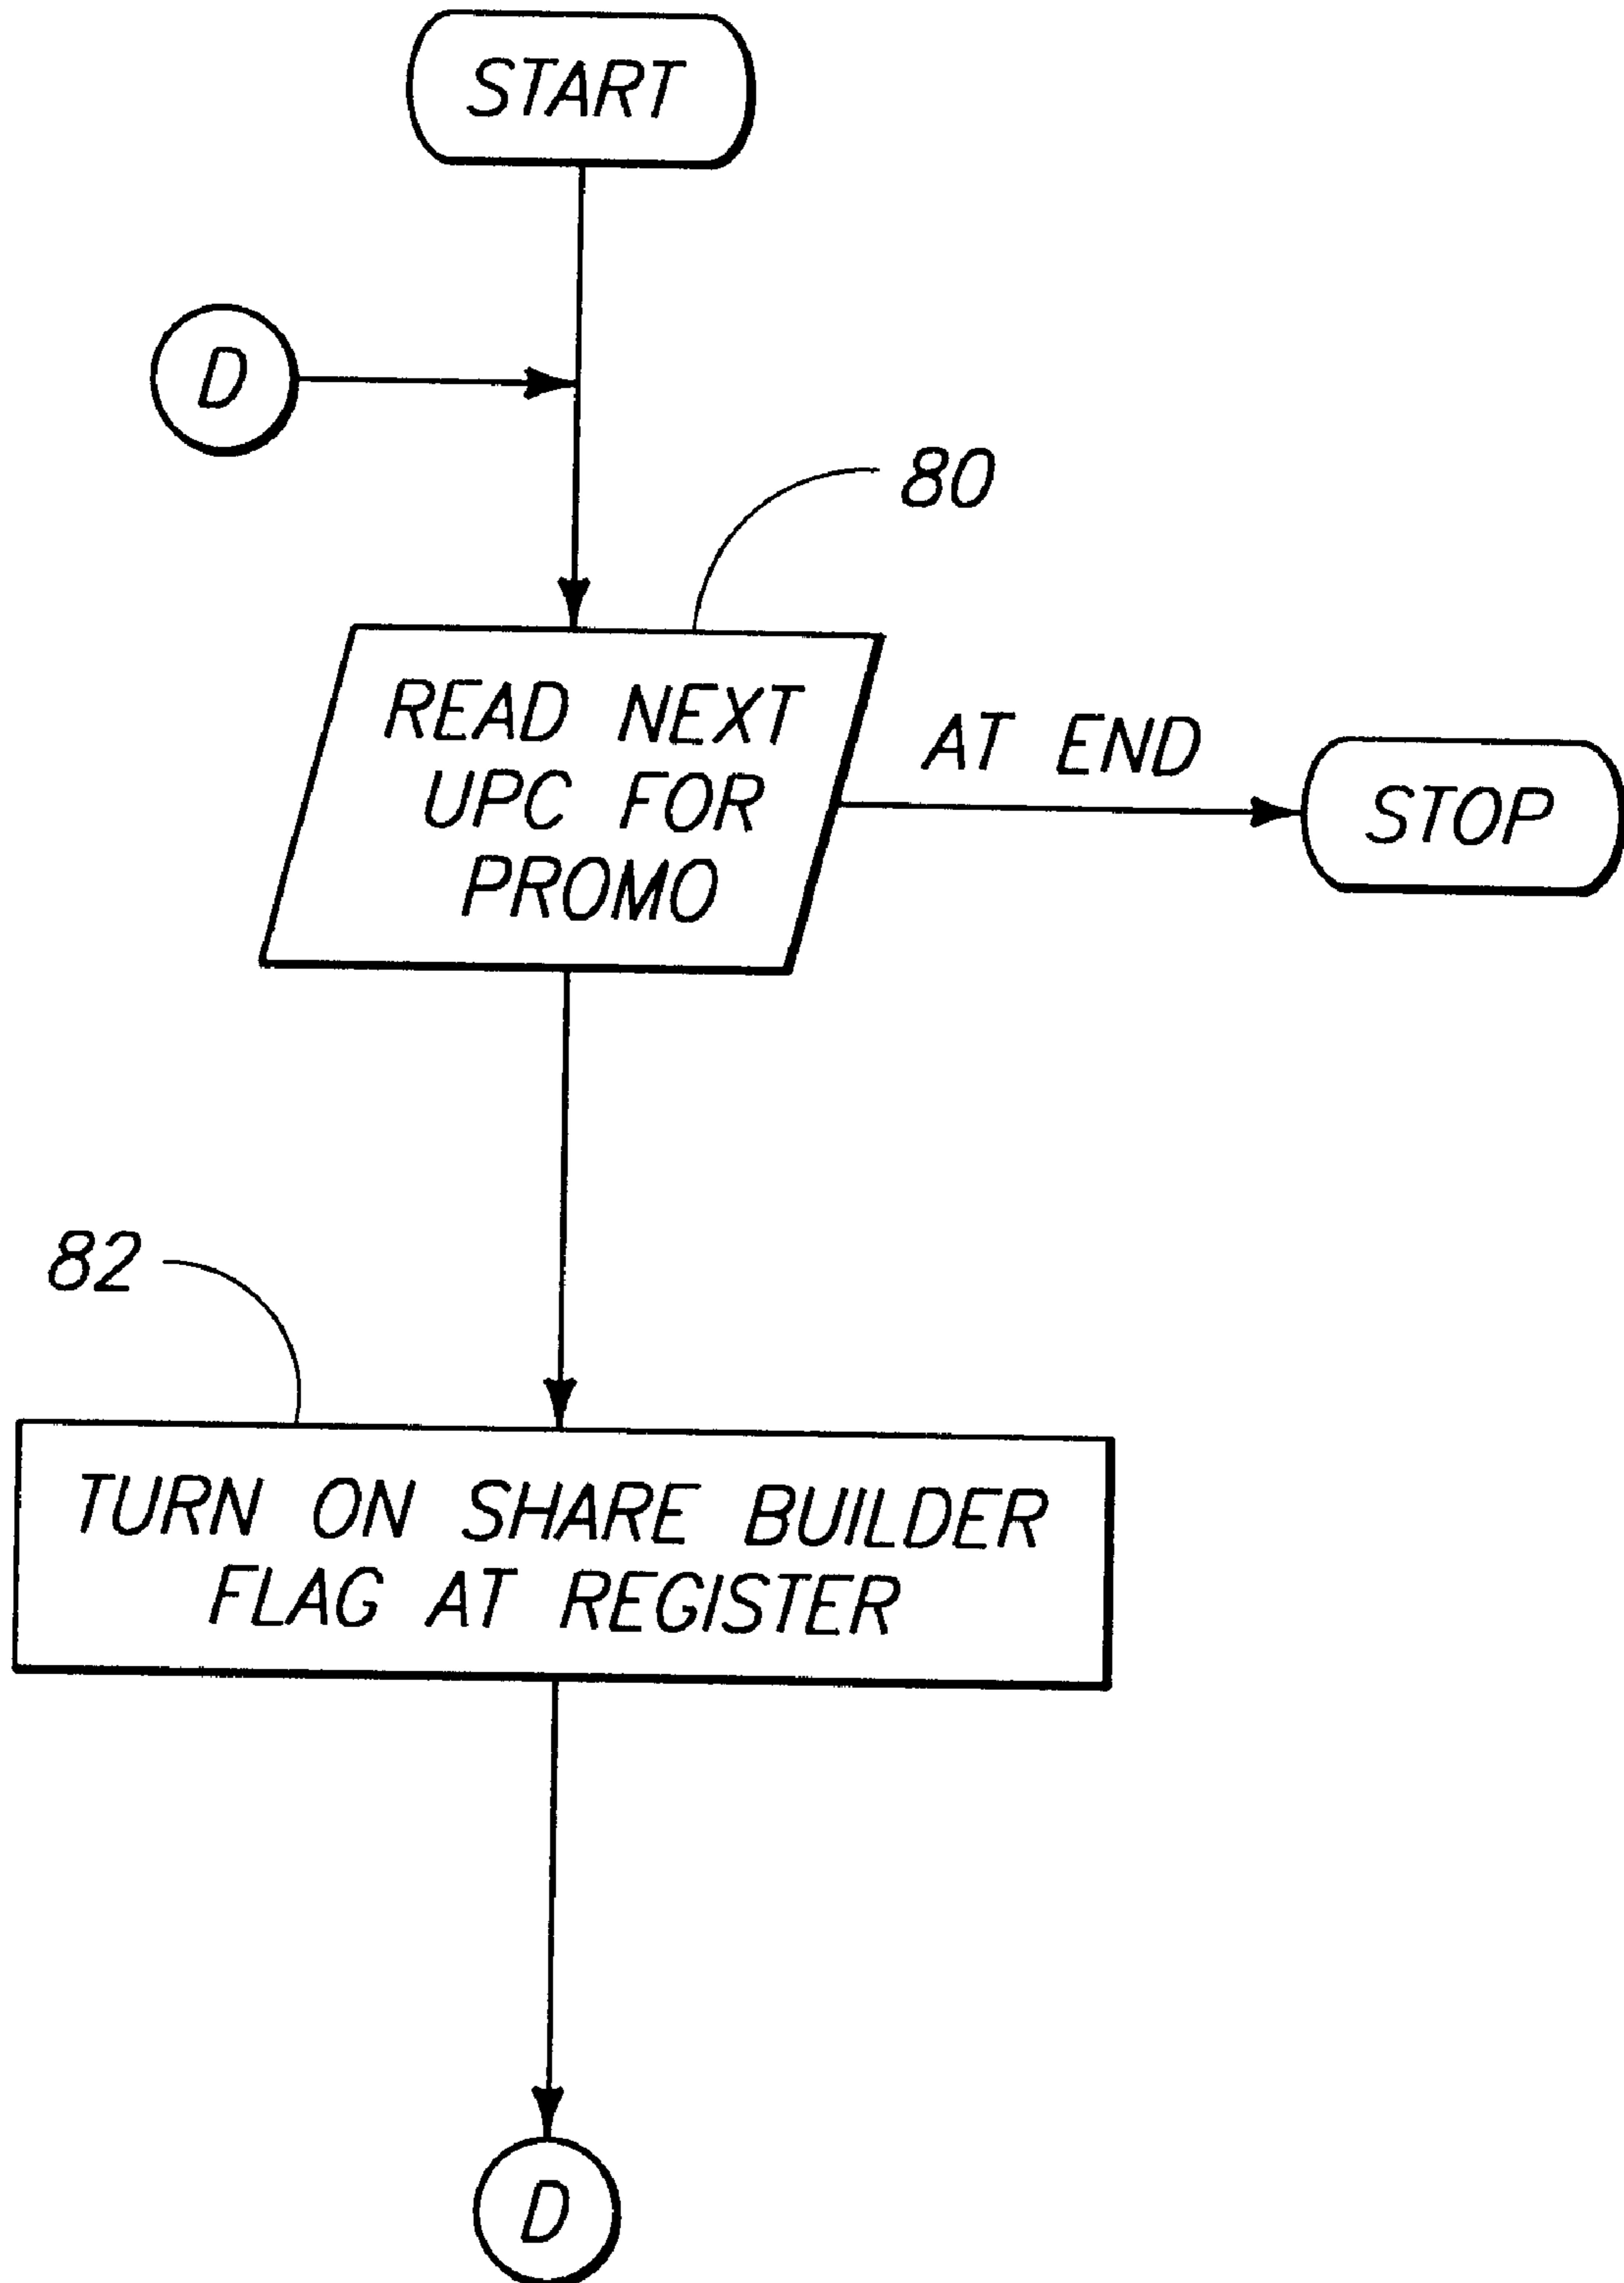 START
D
80
READ NEXT
UPC FOR
PROMO
AT END
STOP
82
TURN ON SHARE BUILDER
FLAG AT REGISTER
D